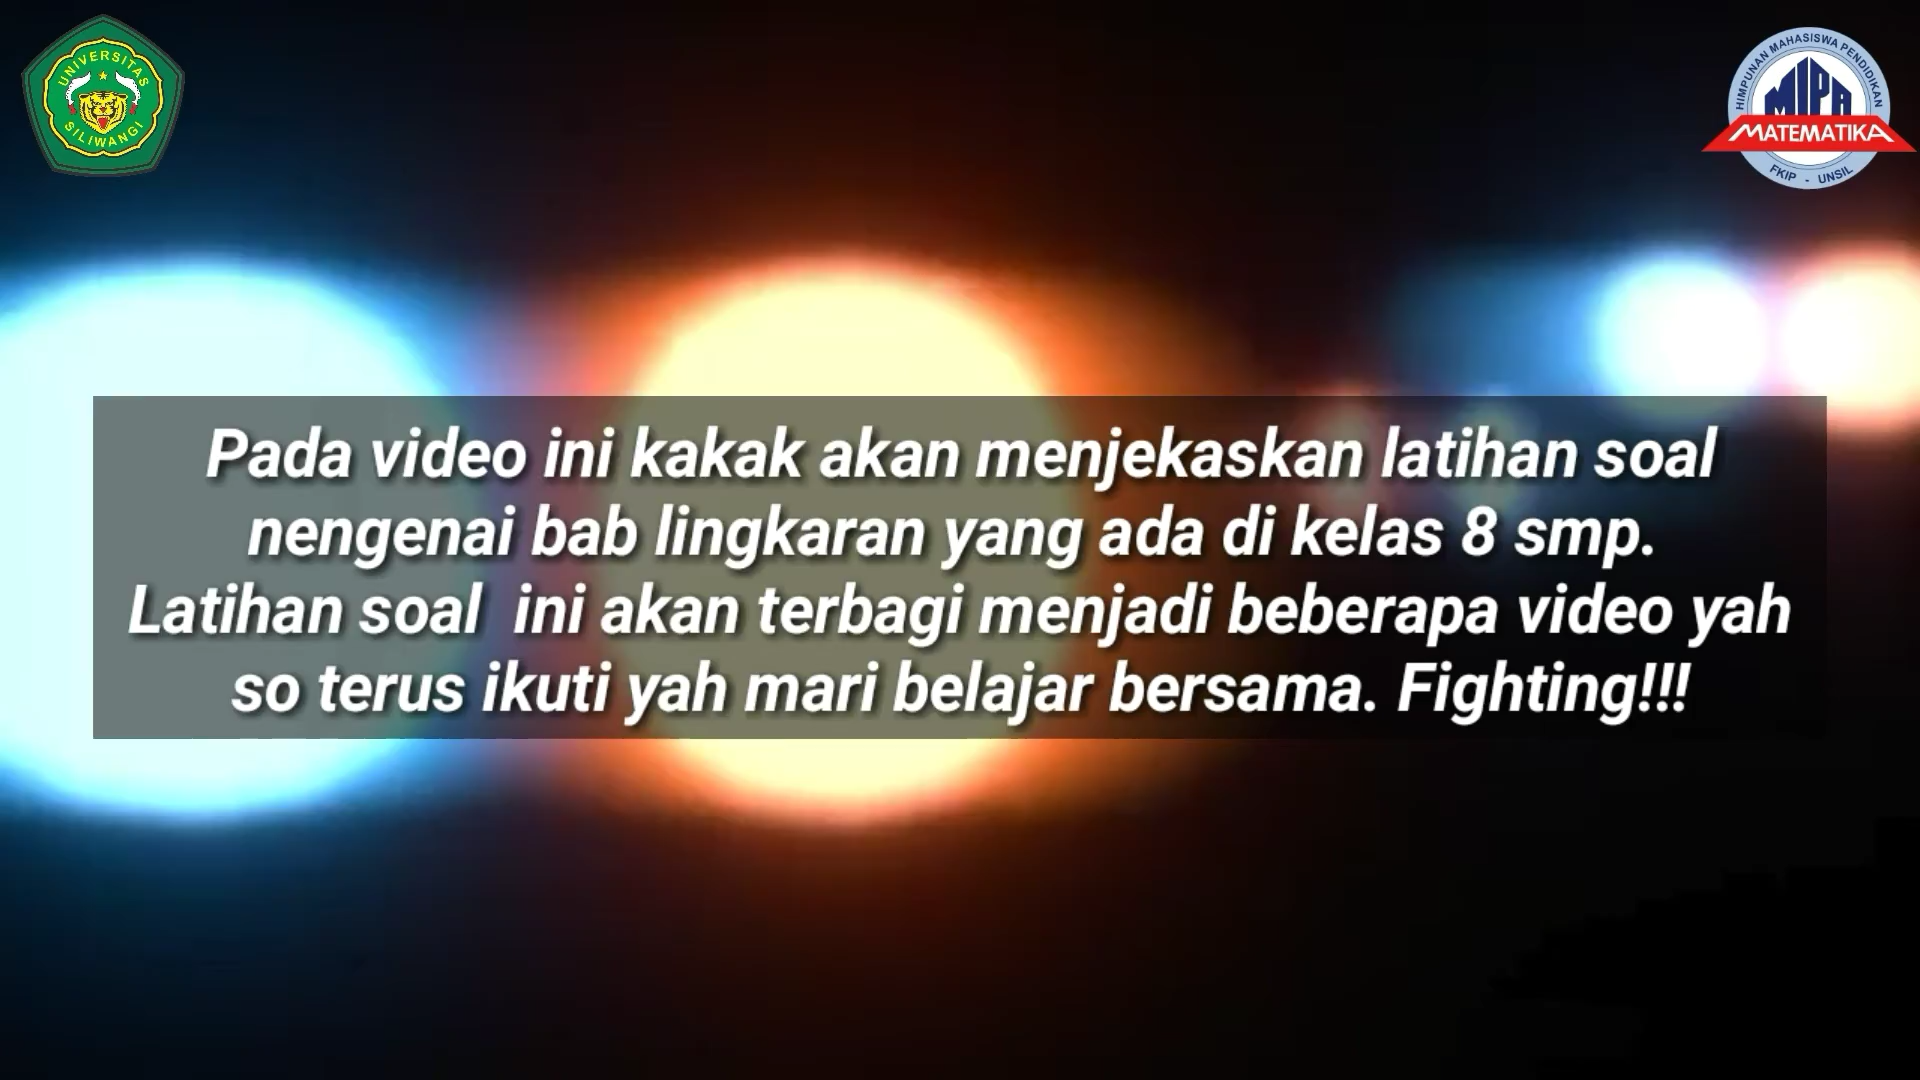 UNIVERSITAS
SILIWANGI
HIMPUNAN MAHASISWA PENDIDIKAN
MIPA
MATEMATIKA
FKIP - UNSIL
Pada video ini kakak akan menjekaskan latihan soal
nengenai bab lingkaran yang ada di kelas 8 smp.
Latihan soal  ini akan terbagi menjadi beberapa video yah
so terus ikuti yah mari belajar bersama. Fighting!!!